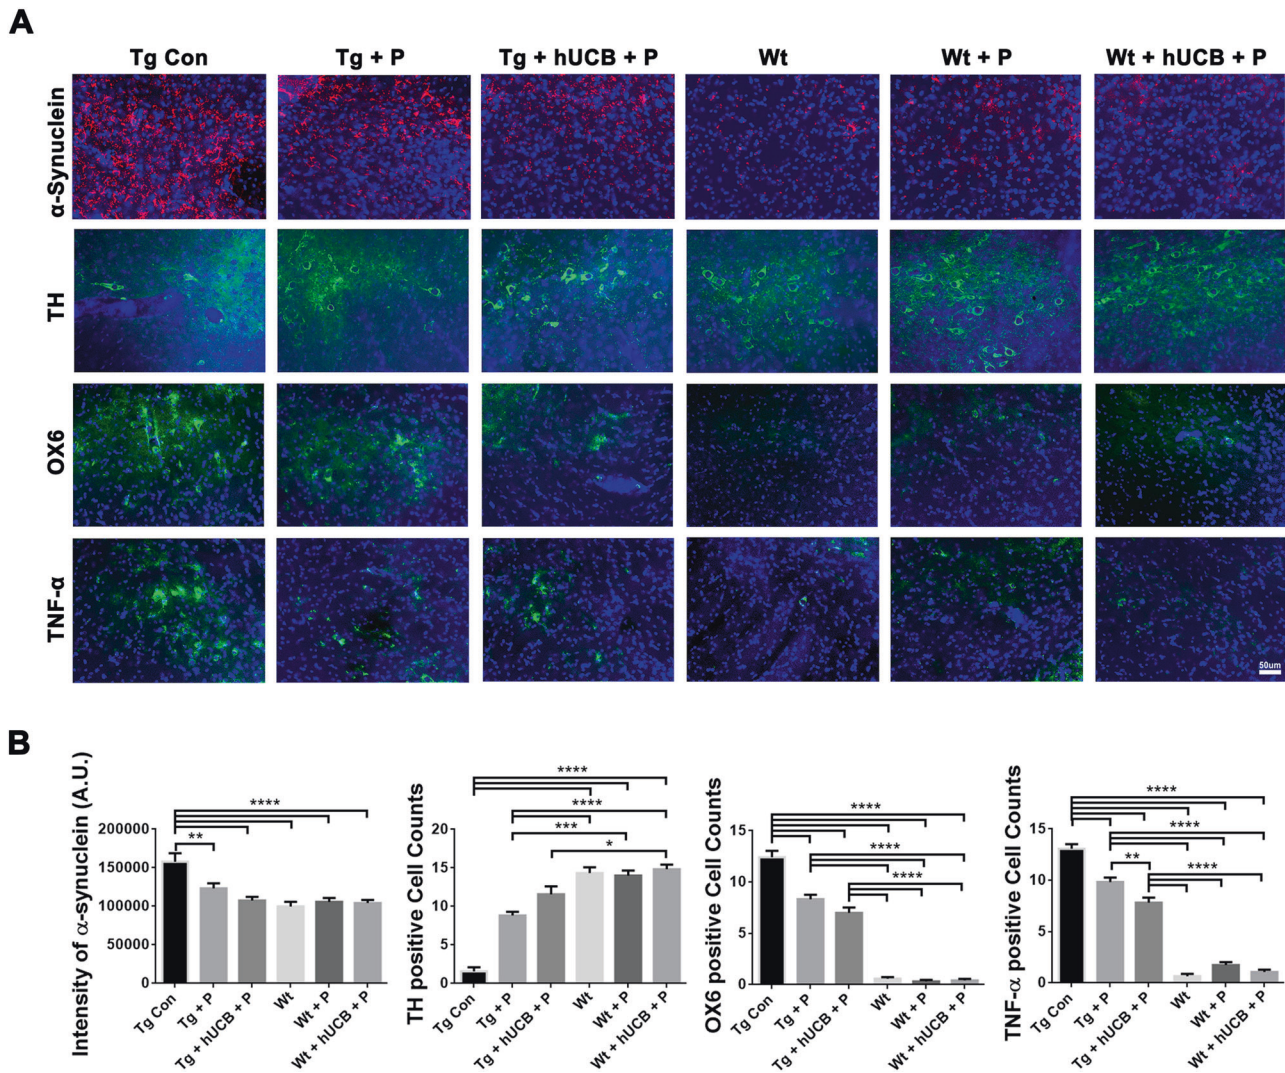 A
Tg Con Tg + P Tg + hUCB + P Wt Wt + P Wt + hUCB + P
α-Synuclein
TH
OX6
TNF-α
50um
B
Intensity of α-synuclein (A.U.)
200000
150000
100000
50000
0
****
**
Tg Con
Tg + P
Tg + hUCB + P
Wt
Wt + P
Wt + hUCB + P
TH positive Cell Counts
20
15
10
5
0
****
****
***
*
Tg Con
Tg + P
Tg + hUCB + P
Wt
Wt + P
Wt + hUCB + P
OX6 positive Cell Counts
15
10
5
0
****
****
****
Tg Con
Tg + P
Tg + hUCB + P
Wt
Wt + P
Wt + hUCB + P
TNF-α positive Cell Counts
15
10
5
0
****
****
**
****
Tg Con
Tg + P
Tg + hUCB + P
Wt
Wt + P
Wt + hUCB + P